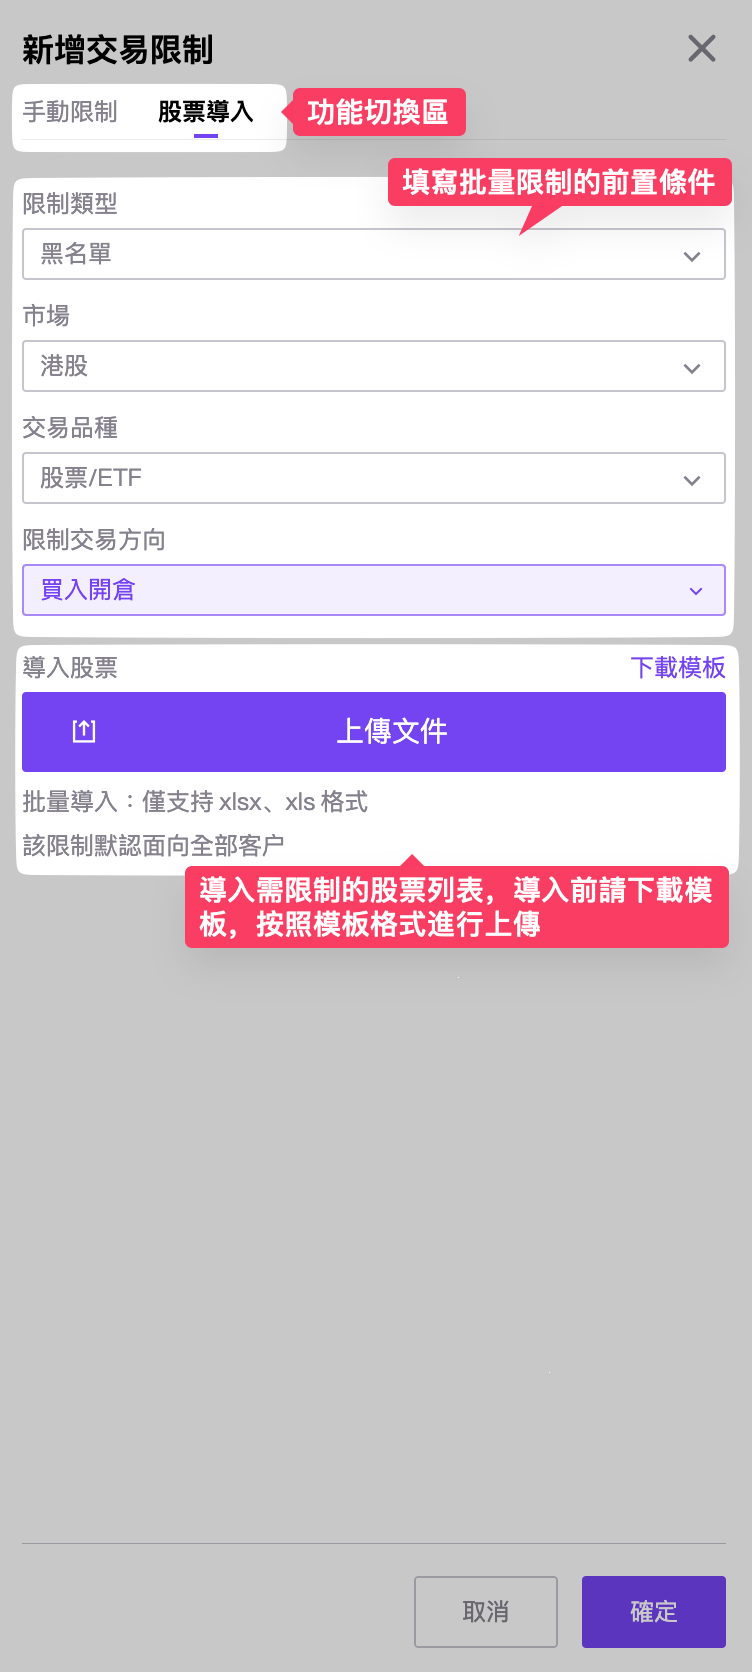 新增交易限制
手動限制
股票導入
功能切換區
填寫批量限制的前置條件
限制類型
黑名單
市場
港股
交易品種
股票/ETF
限制交易方向
買入開倉
導入股票
下載模板
上傳文件
批量導入：僅支持 xlsx、xls 格式
該限制默認面向全部客户
導入需限制的股票列表，導入前請下載模
板，按照模板格式進行上傳
取消
確定